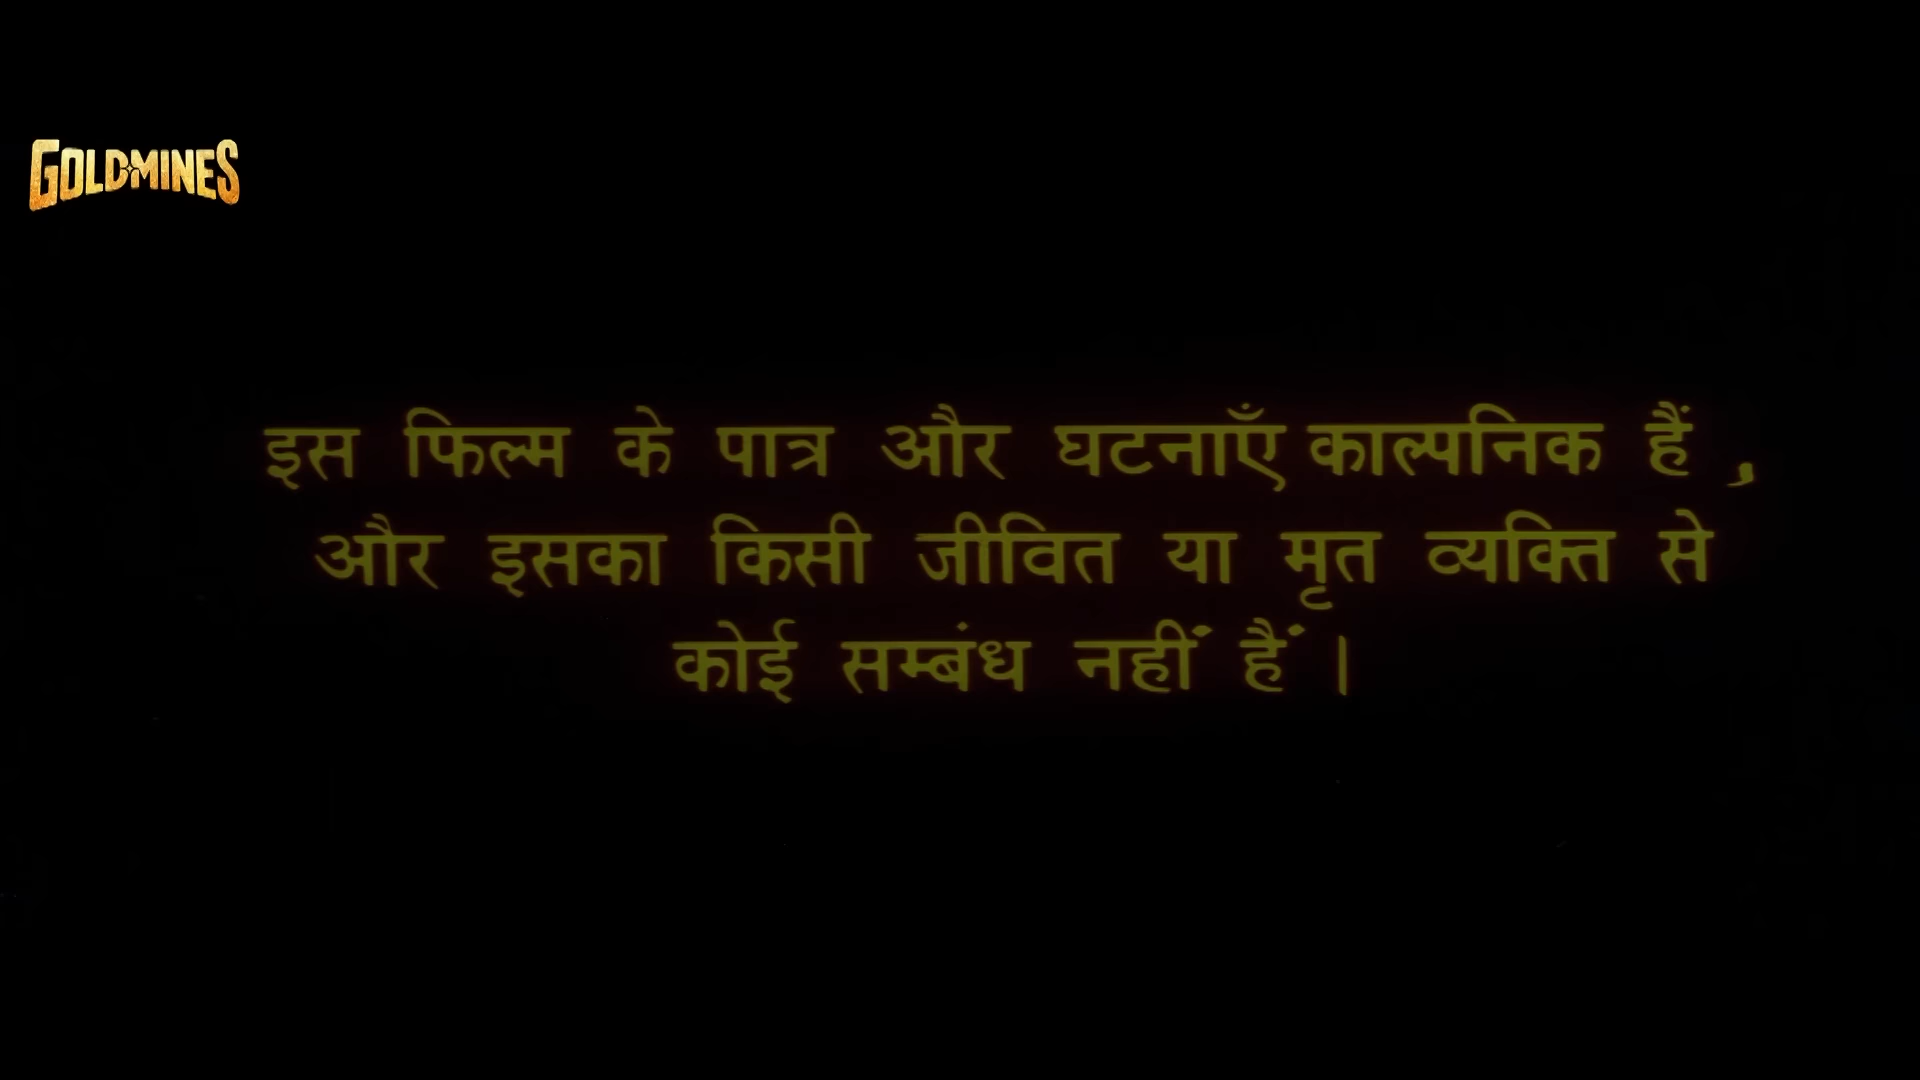 GOLDMINES
इस फिल्म के पात्र और घटनाएँ काल्पनिक हैं ,
और इसका किसी जीवित या मृत व्यक्ति से
कोई सम्बंध नहीं हैं ।